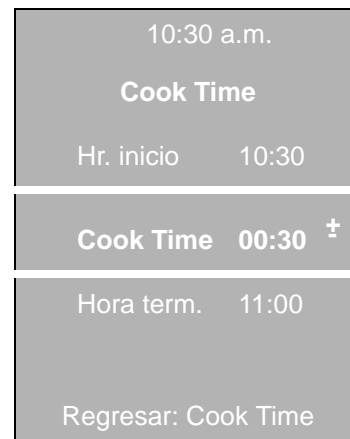 10:30 a.m.
Cook Time
Hr. inicio 10:30
Cook Time 00:30 ±
Hora term. 11:00
Regresar: Cook Time